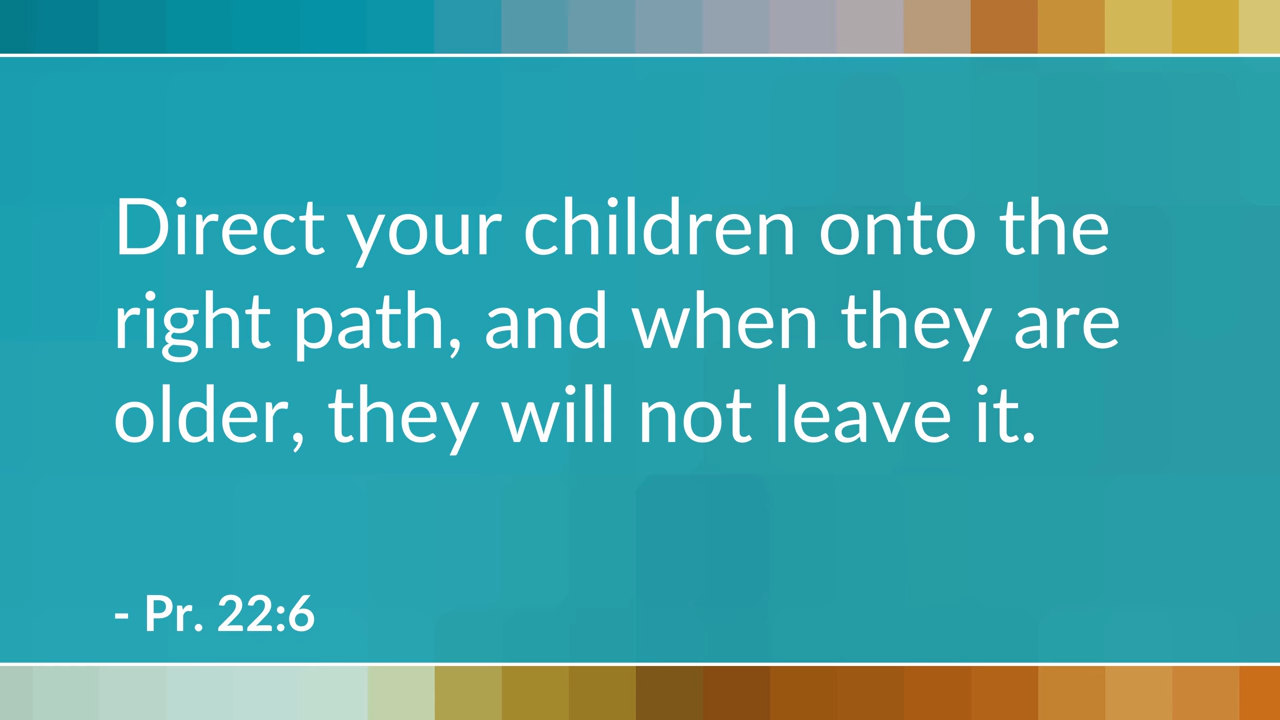 Direct your children onto the
right path, and when they are
older, they will not leave it.
- Pr. 22:6